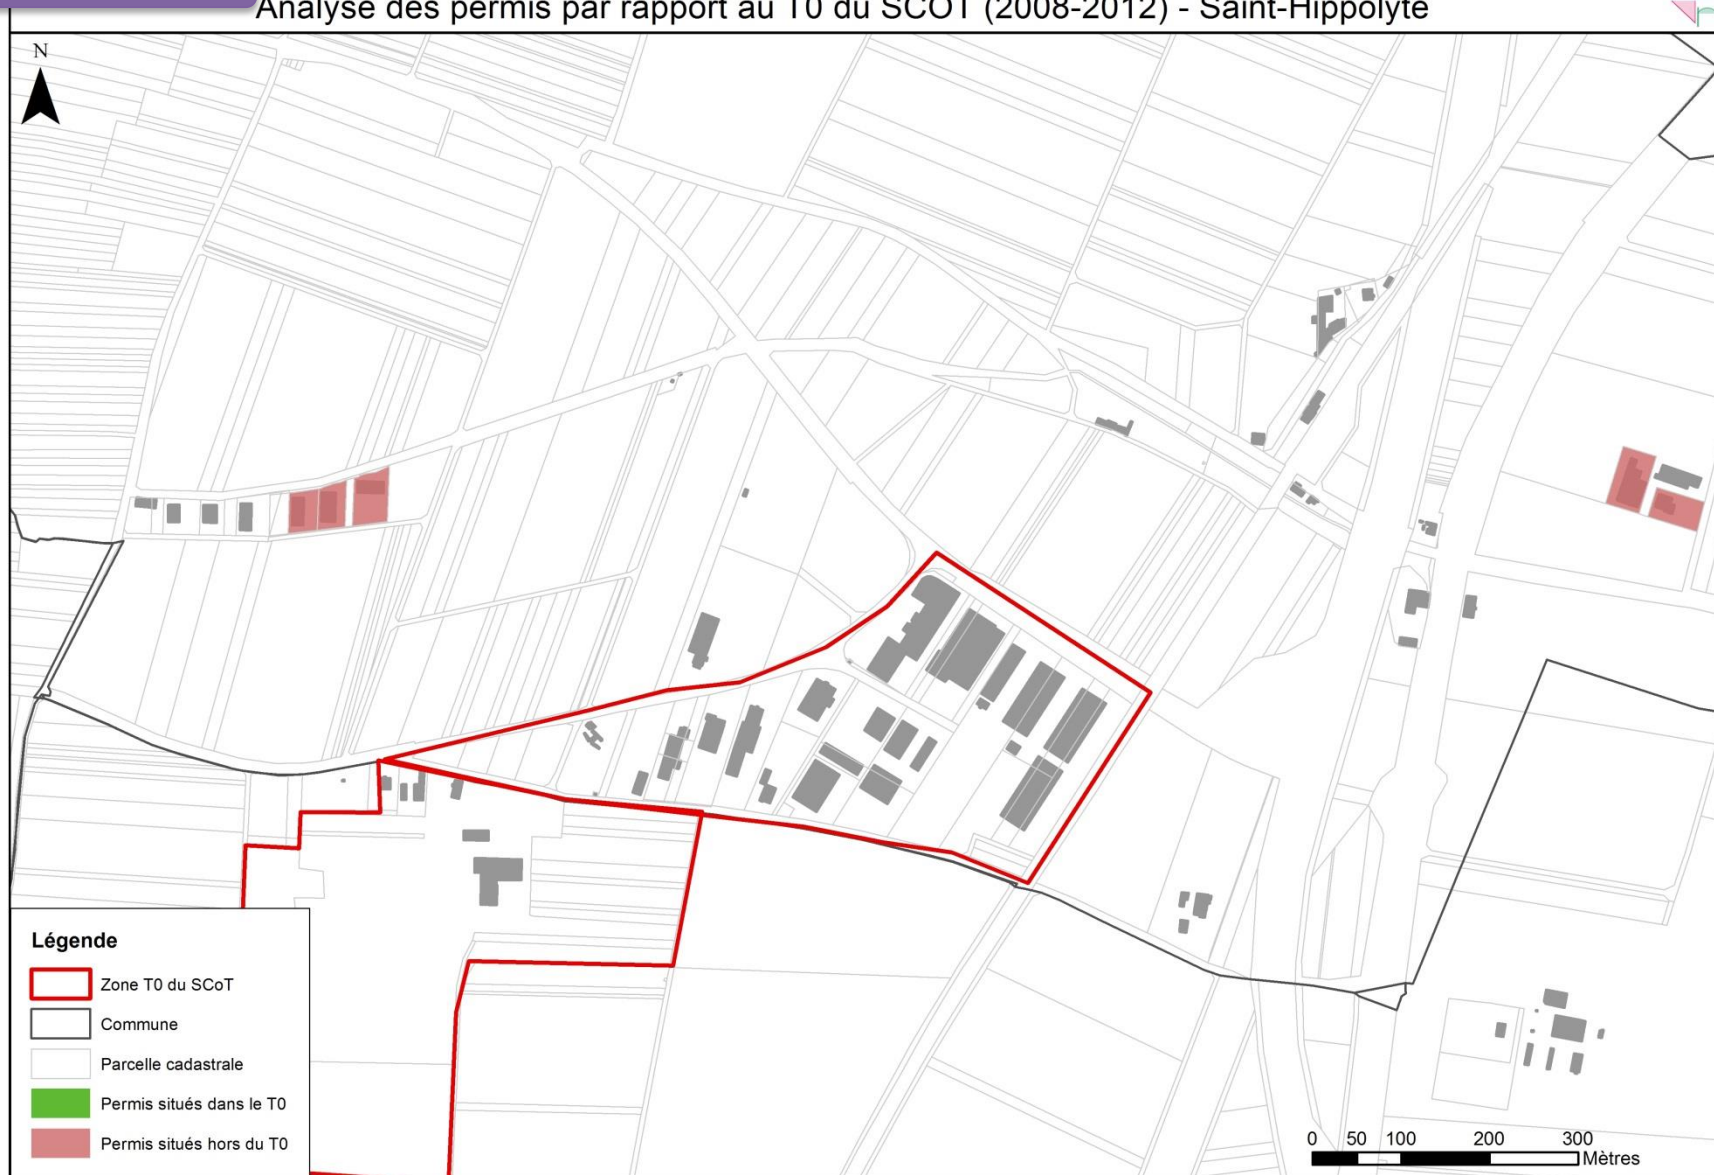 Analyse des permis par rapport au T0 du SCOT (2008-2012) - Saint-Hippolyte
N
Légende
Zone T0 du SCoT
Commune
Parcelle cadastrale
Permis situés dans le T0
Permis situés hors du T0
0 50 100 200 300
Mètres